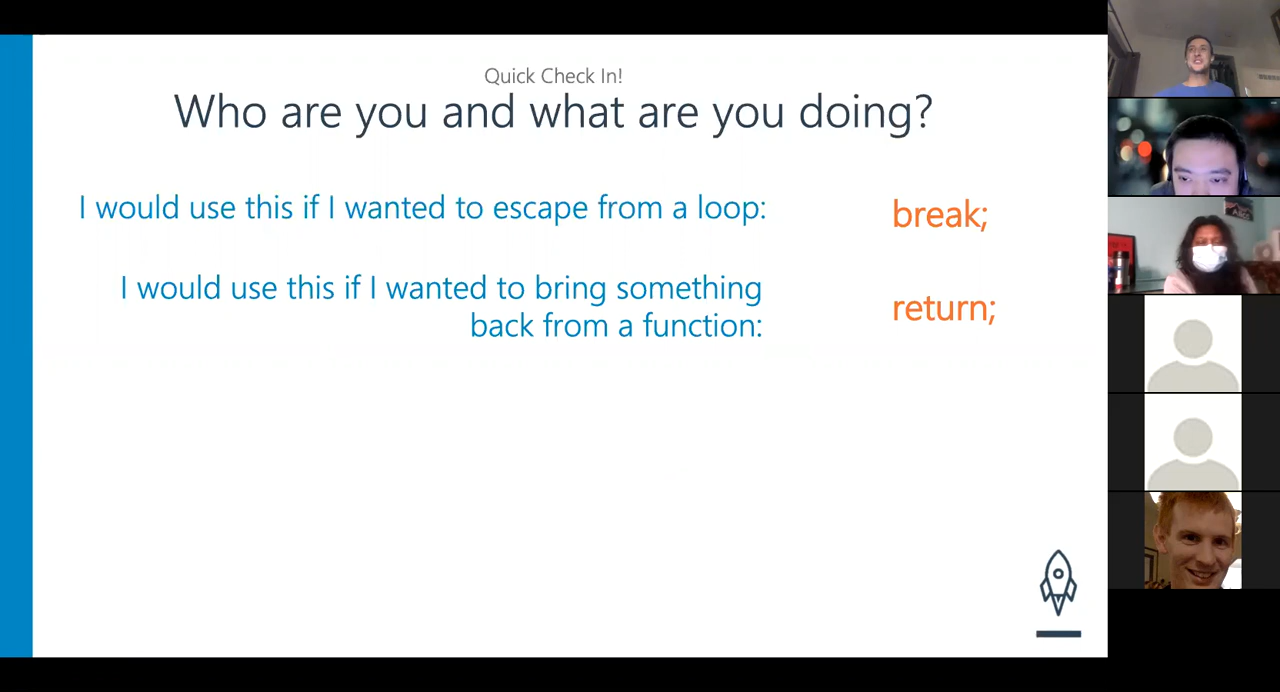 Quick Check In!
Who are you and what are you doing?
I would use this if I wanted to escape from a loop:
break;
I would use this if I wanted to bring something
back from a function:
return;